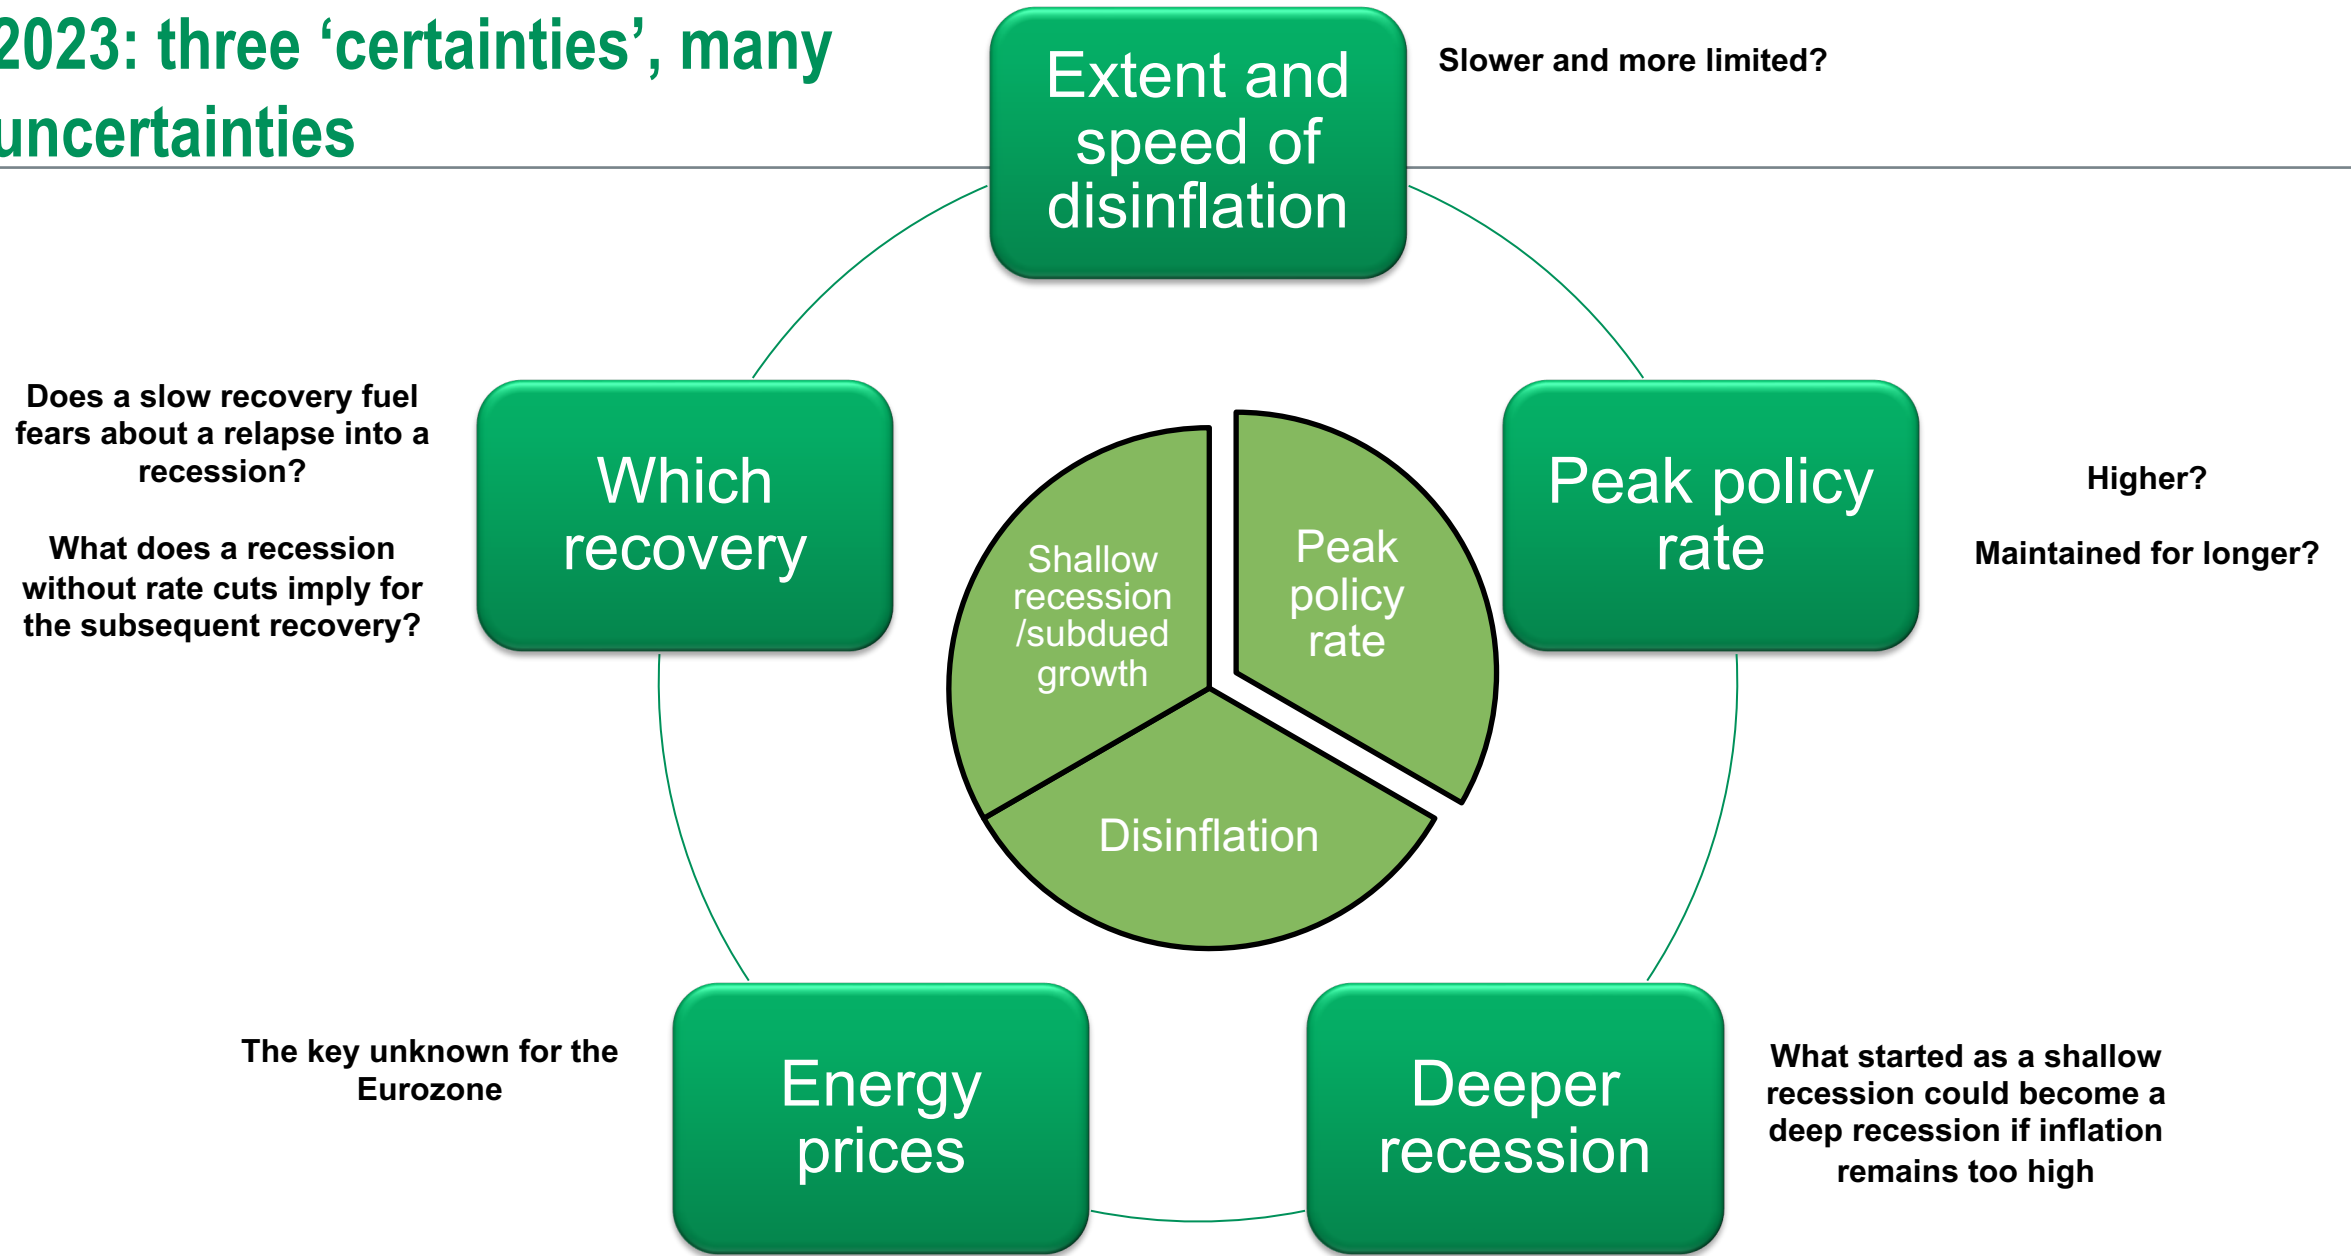 2023: three ‘certainties’, many
uncertainties
Extent and
speed of
disinflation
Slower and more limited?
Does a slow recovery fuel
fears about a relapse into a
recession?
What does a recession
without rate cuts imply for
the subsequent recovery?
Which
recovery
Shallow
recession
/subdued
growth
Peak
policy
rate
Disinflation
Peak policy
rate
Higher?
Maintained for longer?
The key unknown for the
Eurozone
Energy
prices
Deeper
recession
What started as a shallow
recession could become a
deep recession if inflation
remains too high